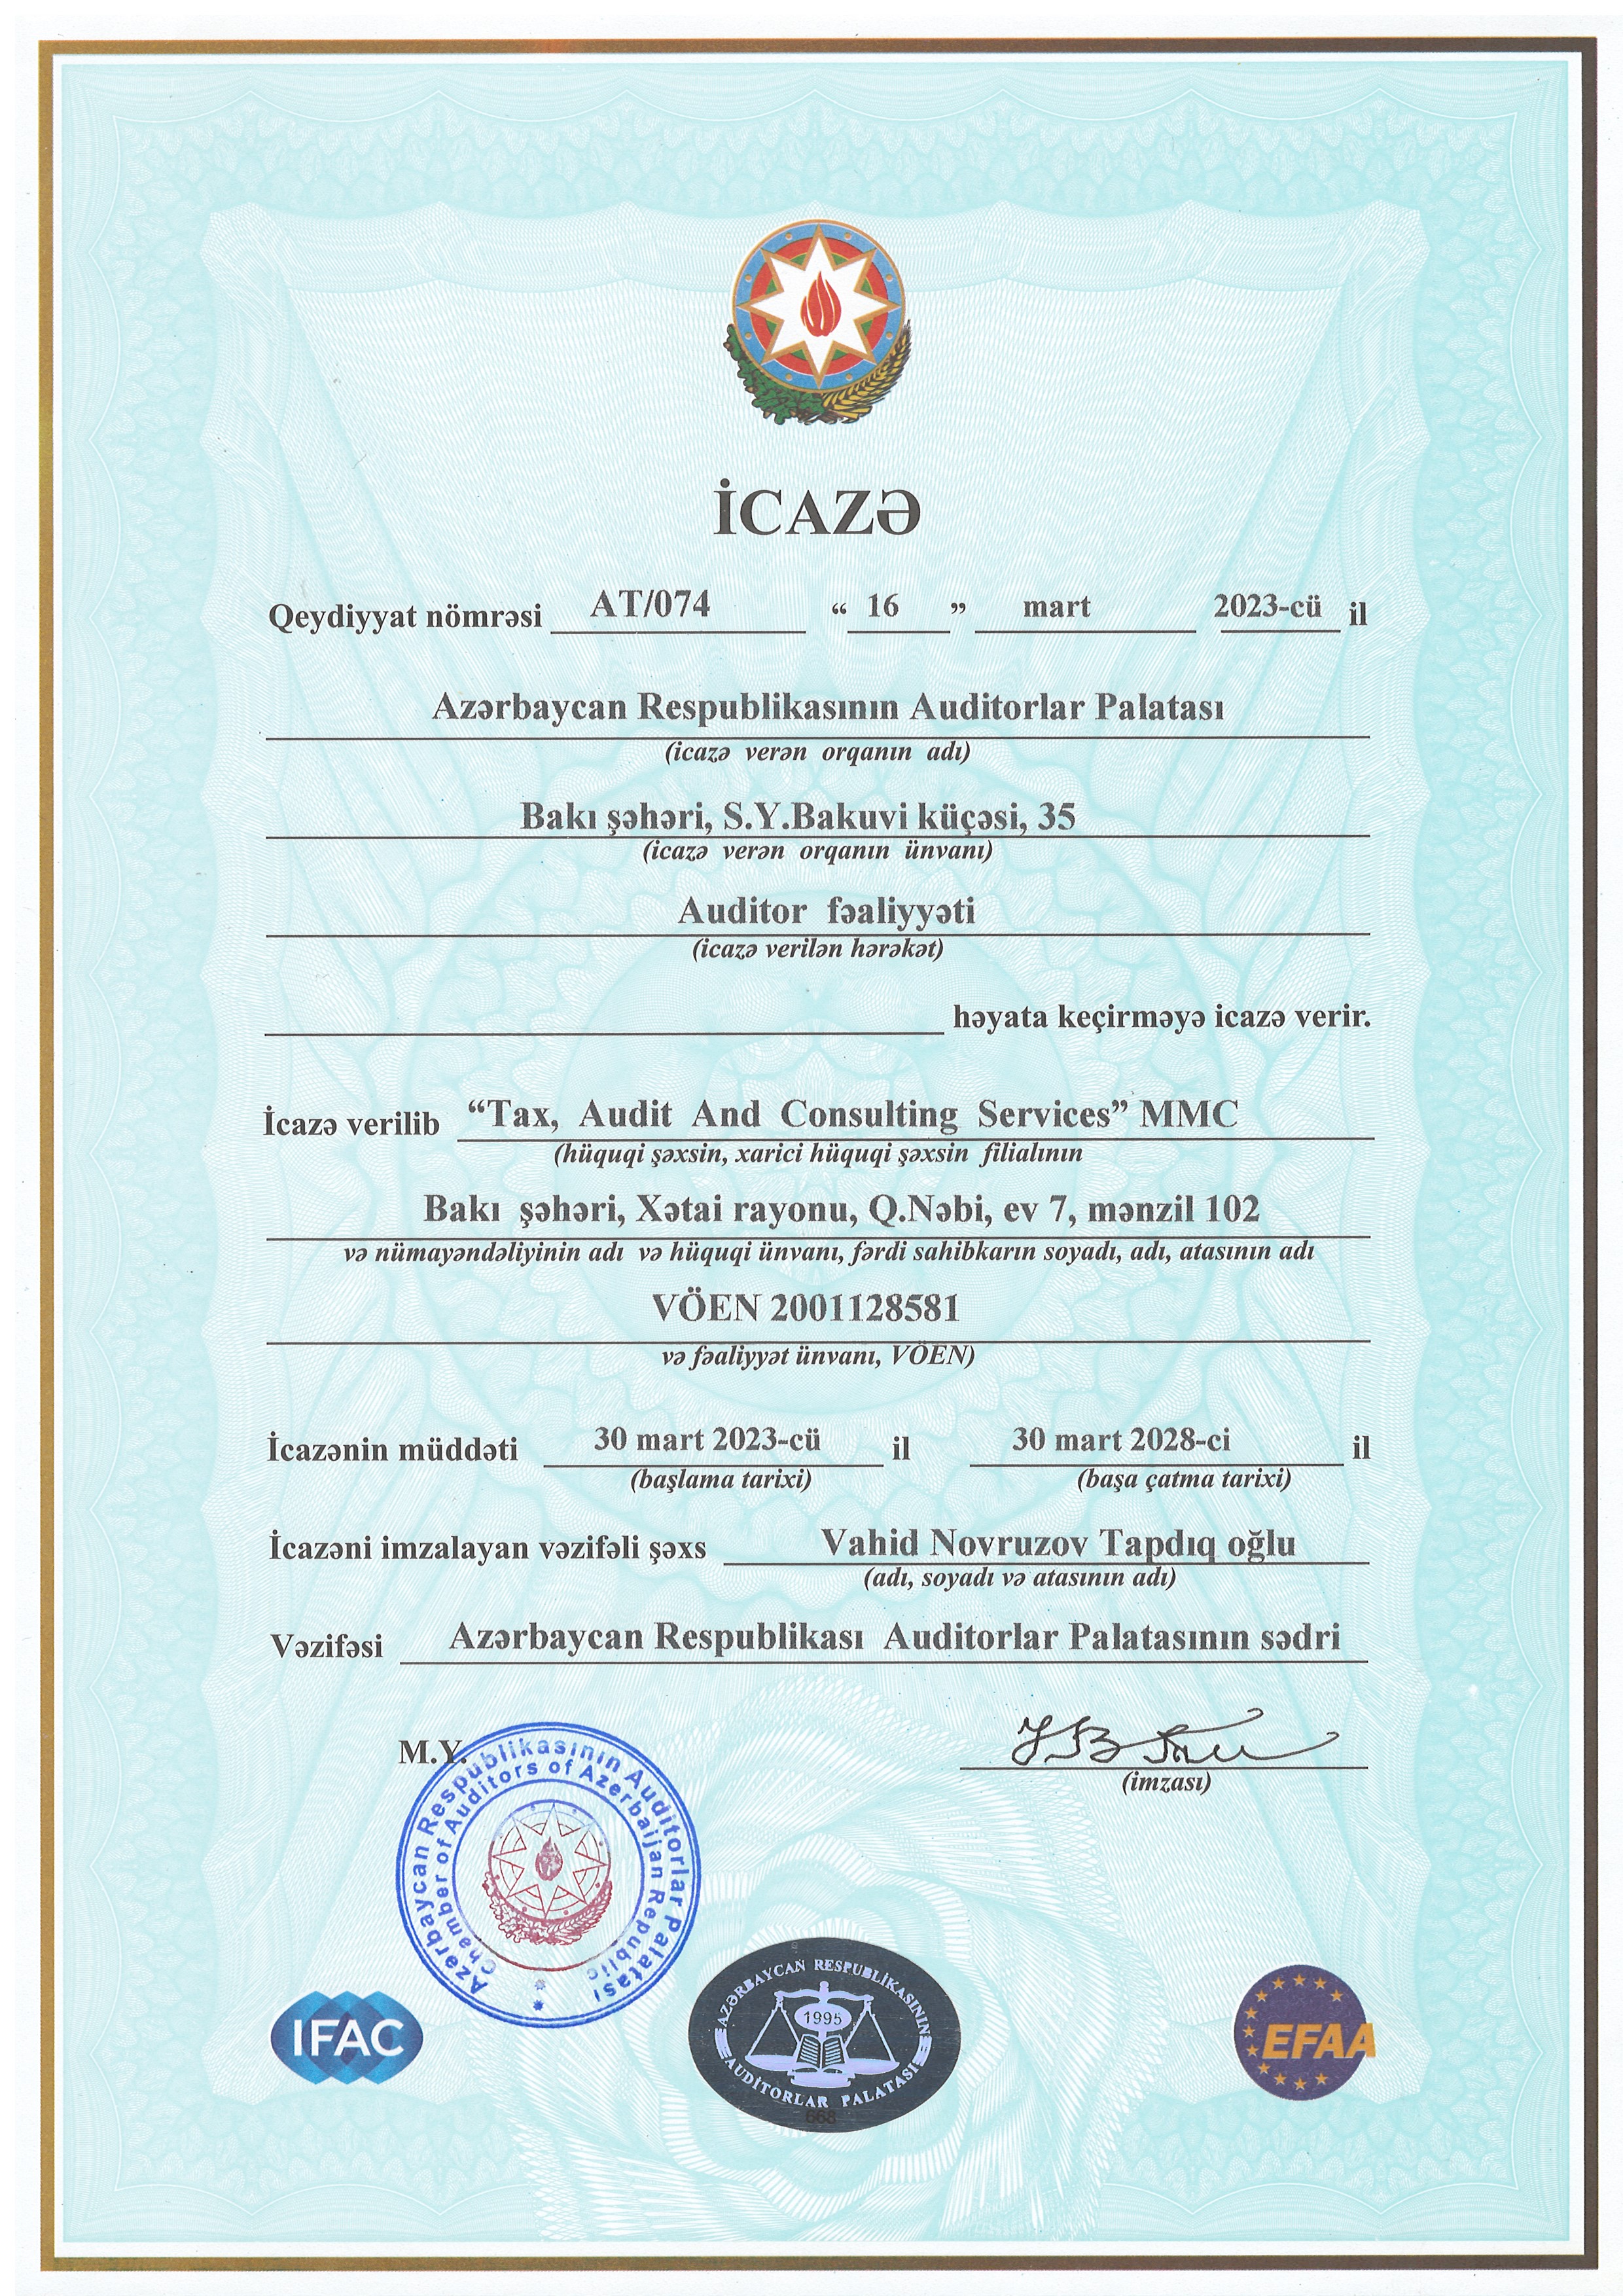 İCAZƏ
Qeydiyyat nömrəsi AT/074 “ 16 ” mart 2023-cü il
Azərbaycan Respublikasının Auditorlar Palatası
(icazə verən orqanın adı)
Bakı şəhəri, S.Y.Bakuvi küçəsi, 35
(icazə verən orqanın ünvanı)
Auditor fəaliyyəti
(icazə verilən hərəkət)
həyata keçirməyə icazə verir.
İcazə verilib “Tax, Audit And Consulting Services” MMC
(hüquqi şəxsin, xarici hüquqi şəxsin filialının
Bakı şəhəri, Xətai rayonu, Q.Nəbi, ev 7, mənzil 102
və nümayəndəliyinin adı və hüquqi ünvanı, fərdi sahibkarın soyadı, adı, atasının adı
VÖEN 2001128581
və fəaliyyət ünvanı, VÖEN)
İcazənin müddəti 30 mart 2023-cü il 30 mart 2028-ci il
(başlama tarixi) (başa çatma tarixi)
İcazəni imzalayan vəzifəli şəxs Vahid Novruzov Tapdıq oğlu
(adı, soyadı və atasının adı)
Vəzifəsi Azərbaycan Respublikası Auditorlar Palatasının sədri
M.Y.
(imzası)
Azərbaycan Respublikasının Auditorlar Palatası
Chamber of Auditors of Azerbaijan Republic
IFAC
AZƏRBAYCAN RESPUBLİKASININ
1995
AUDİTORLAR PALATASI
668
EFAA